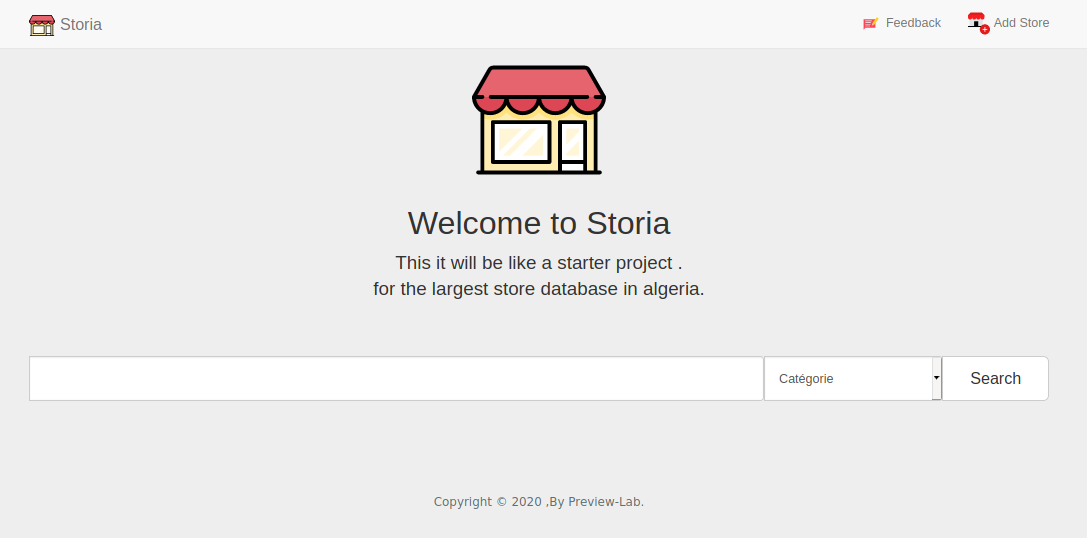 Storia
Feedback
Add Store
Welcome to Storia
This it will be like a starter project .
for the largest store database in algeria.
Catégorie
Search
Copyright © 2020 ,By Preview-Lab.